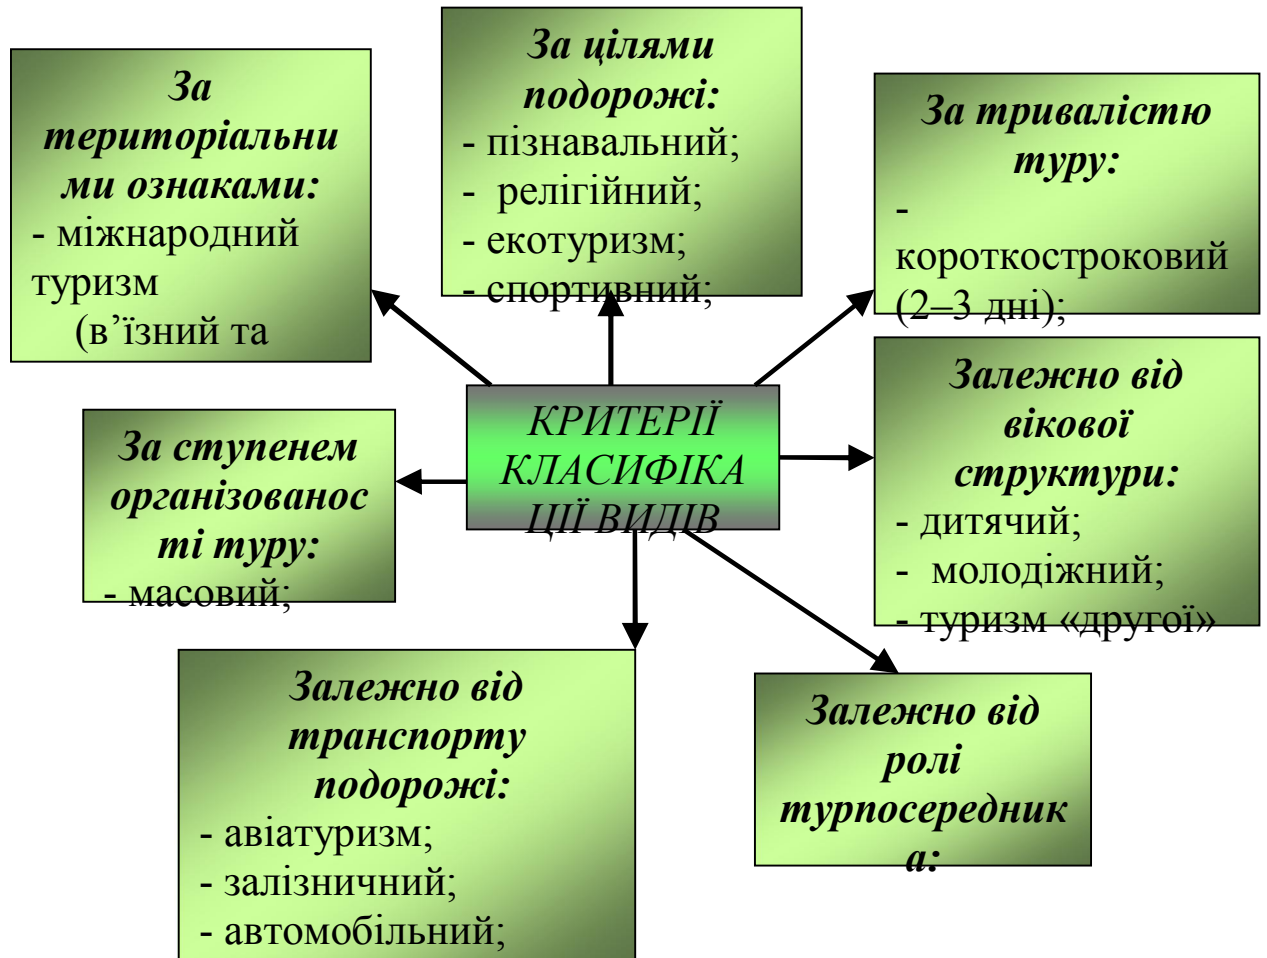 За цілями
подорожі:
- пізнавальний;
- релігійний;
- екотуризм;
- спортивний;
За
територіальни
ми ознаками:
- міжнародний
туризм
(в’їзний та
За тривалістю
туру:
-
короткостроковий
(2–3 дні);
КРИТЕРІЇ
КЛАСИФІКА
ЦІЇ ВИДІВ
За ступенем
організованос
ті туру:
- масовий;
Залежно від
вікової
структури:
- дитячий;
- молодіжний;
- туризм «другої»
Залежно від
транспорту
подорожі:
- авіатуризм;
- залізничний;
- автомобільний;
Залежно від
ролі
турпосередник
а: